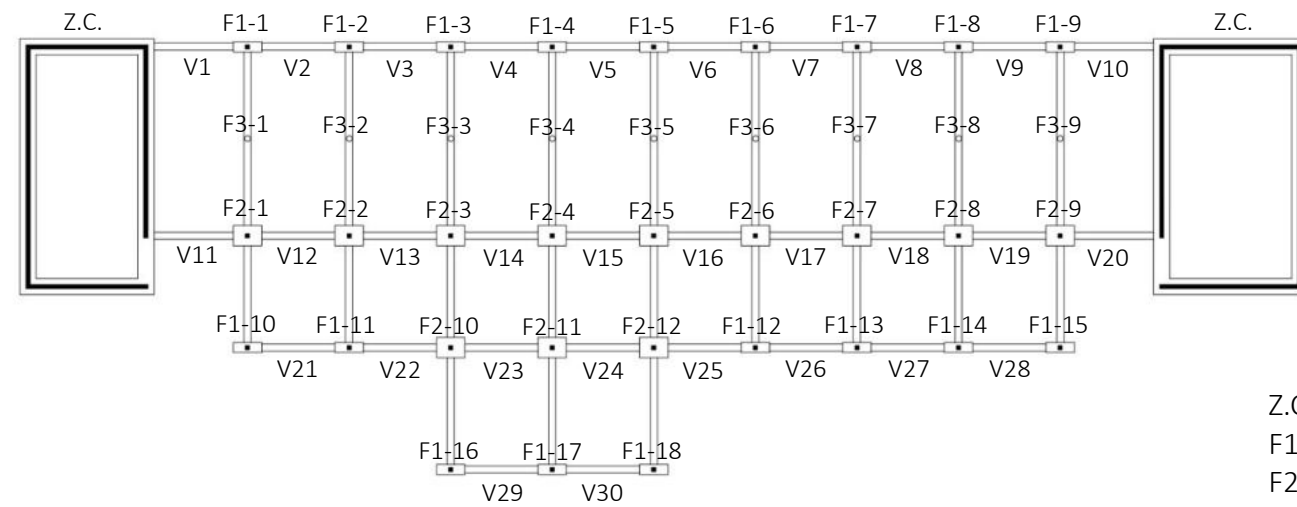 Z.C. F1-1 F1-2 F1-3 F1-4 F1-5 F1-6 F1-7 F1-8 F1-9 Z.C.
V1 V2 V3 V4 V5 V6 V7 V8 V9 V10
F3-1 F3-2 F3-3 F3-4 F3-5 F3-6 F3-7 F3-8 F3-9
F2-1 F2-2 F2-3 F2-4 F2-5 F2-6 F2-7 F2-8 F2-9
V11 V12 V13 V14 V15 V16 V17 V18 V19 V20
F1-10 F1-11 F2-10 F2-11 F2-12 F1-12 F1-13 F1-14 F1-15
V21 V22 V23 V24 V25 V26 V27 V28
Z.C
F1-16 F1-17 F1-18 F1
F2
V29 V30